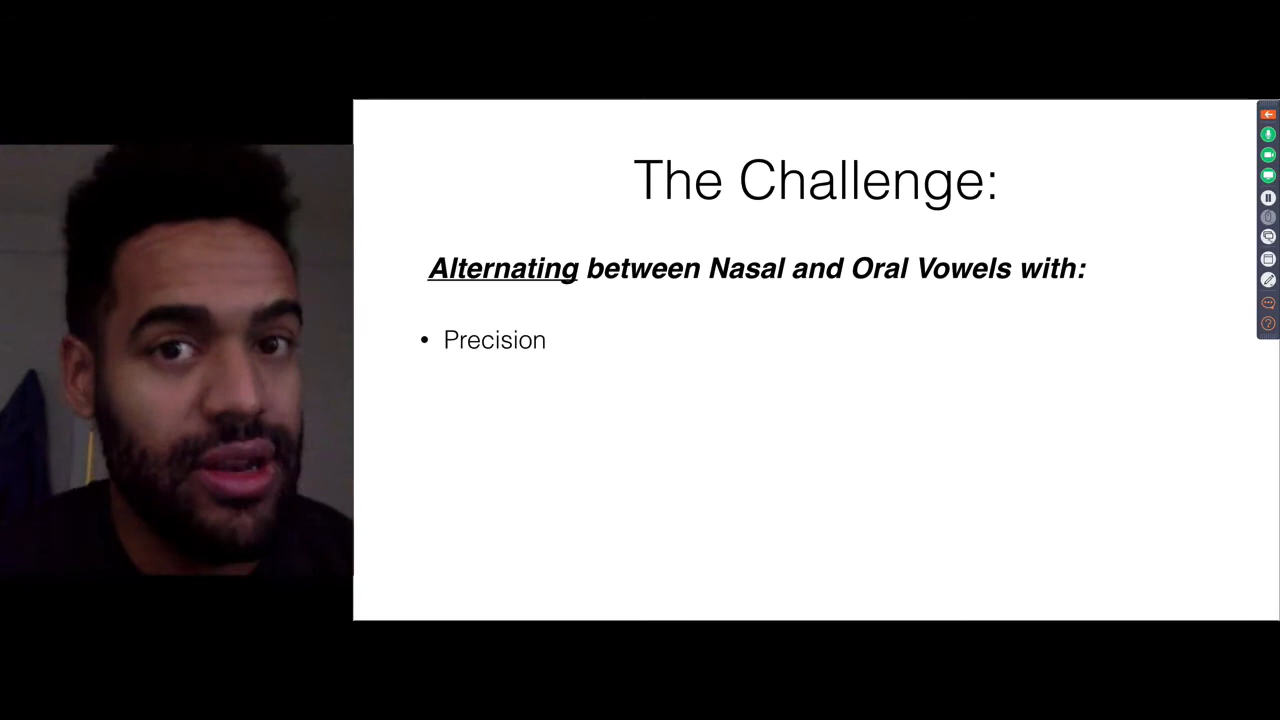 The Challenge:
Alternating between Nasal and Oral Vowels with:
• Precision